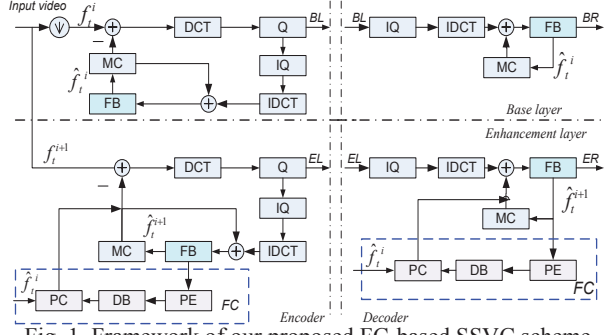 Input video f_t^i
DCT Q BL BL IQ IDCT FB BR
−
MC IQ MC
f̂_t^i f̂_t^i
FB IDCT
Base layer
Enhancement layer
f_t^{i+1}
DCT Q EL EL IQ IDCT FB ER
−
IQ
f̂_t^{i+1} f̂_t^{i+1}
MC
MC FB IDCT
f̂_t^i f̂_t^i
PC DB PE FC PC DB PE FC
Encoder Decoder
Fig. 1. Framework of our proposed FC-based SSVC scheme